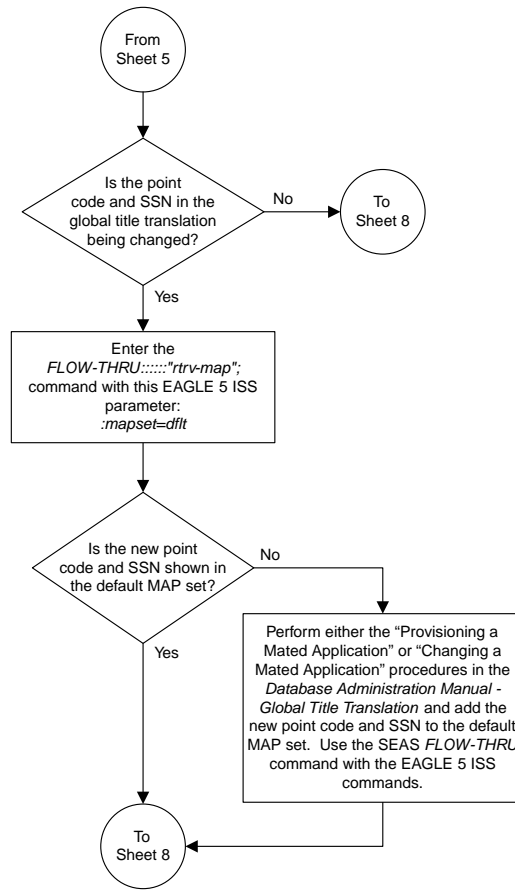 From
Sheet 5
Is the point
code and SSN in the
global title translation
being changed?
No
To
Sheet 8
Yes
Enter the
FLOW-THRU::::::"rtrv-map";
command with this EAGLE 5 ISS
parameter:
:mapset=dflt
Is the new point
code and SSN shown in
the default MAP set?
No
Yes
Perform either the “Provisioning a
Mated Application” or “Changing a
Mated Application” procedures in the
Database Administration Manual -
Global Title Translation and add the
new point code and SSN to the default
MAP set. Use the SEAS FLOW-THRU
command with the EAGLE 5 ISS
commands.
To
Sheet 8